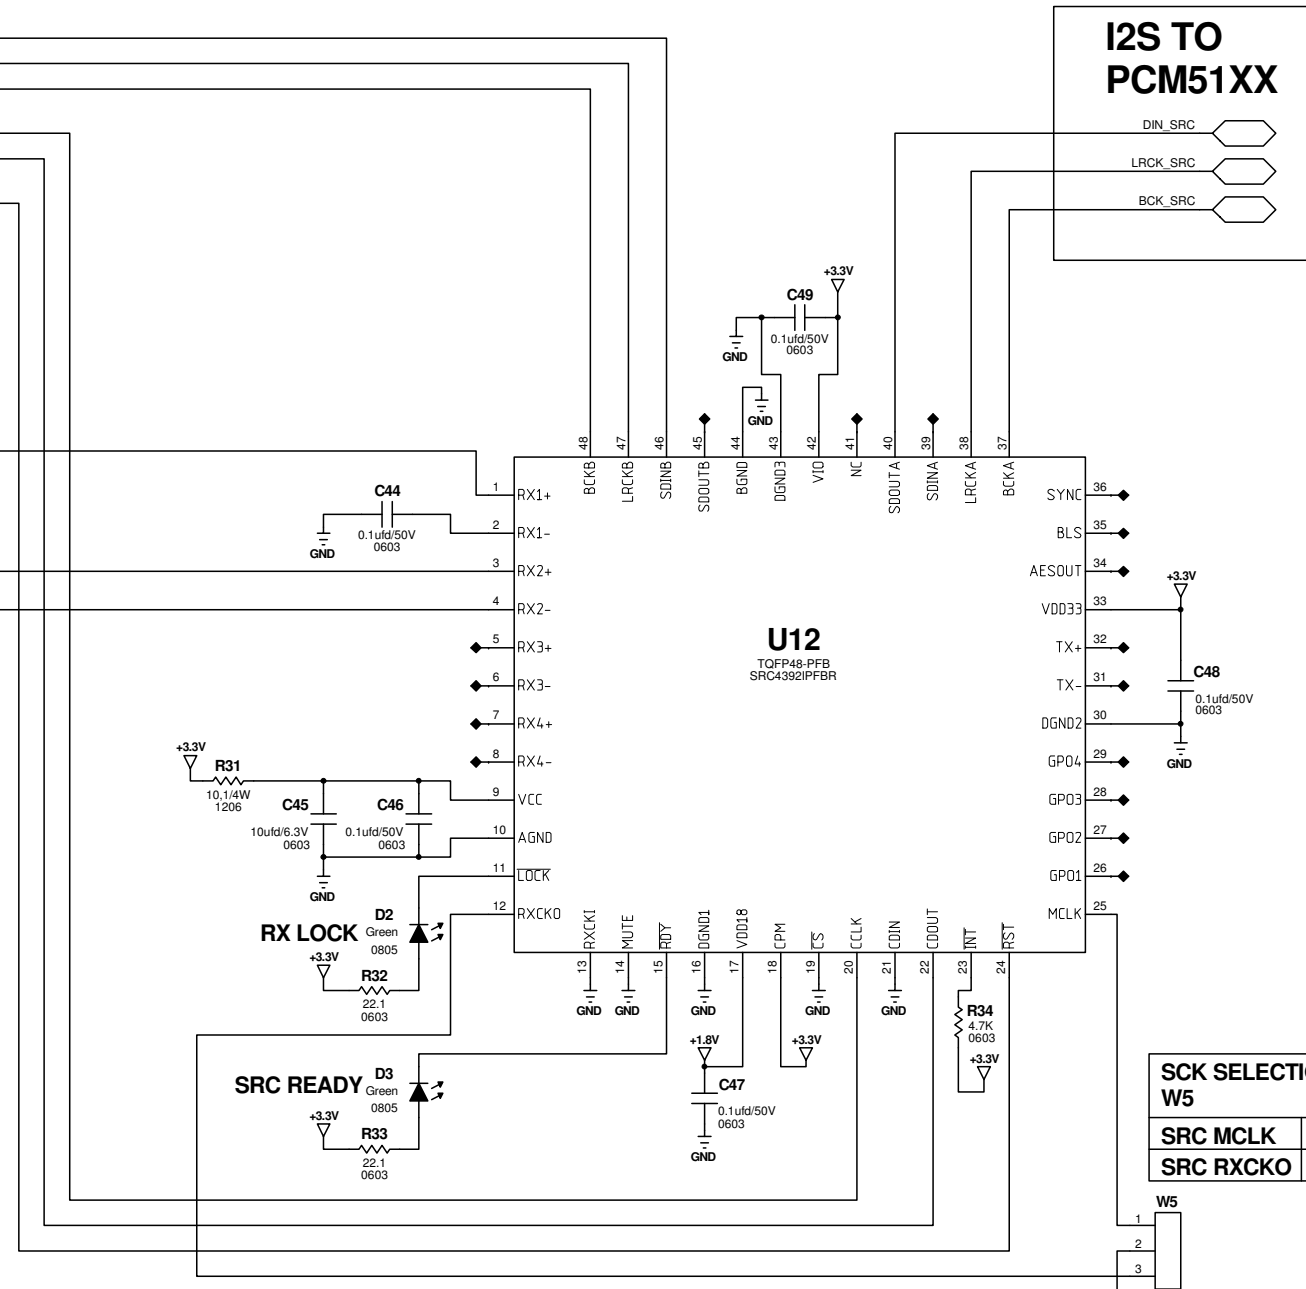 I2S TO
PCM51XX
DIN_SRC
LRCK_SRC
BCK_SRC
+3.3V
C49
0.1ufd/50V
0603
GND
GND
48 47 46 45 44 43 42 41 40 39 38 37
BCKB LRCKB SDINB SDOUTB BGND DGND3 VIO NC SDOUTA SDINA LRCKA BCKA
1 RX1+
2 RX1-
3 RX2+
4 RX2-
5 RX3+
6 RX3-
7 RX4+
8 RX4-
9 VCC
10 AGND
11 LOCK
12 RXCKO
C44
0.1ufd/50V
0603
GND
U12
TQFP48-PFB
SRC4392IPFBR
SYNC 36
BLS 35
AESOUT 34
VDD33 33
TX+ 32
TX- 31
DGND2 30
GPO4 29
GPO3 28
GPO2 27
GPO1 26
MCLK 25
+3.3V
C48
0.1ufd/50V
0603
GND
+3.3V
R31
10,1/4W
1206
C45
10ufd/6.3V
0603
C46
0.1ufd/50V
0603
GND
RX LOCK
D2
Green
0805
+3.3V
R32
22.1
0603
RXCKI MUTE RDY DGND1 VDD18 CPM CS CCLK CDIN CDOUT INT RST
13 14 15 16 17 18 19 20 21 22 23 24
GND GND GND GND GND
R34
4.7K
0603
+3.3V
+1.8V
+3.3V
C47
0.1ufd/50V
0603
GND
SRC READY
D3
Green
0805
+3.3V
R33
22.1
0603
SCK SELECTI
W5
SRC MCLK
SRC RXCKO
W5
1
2
3